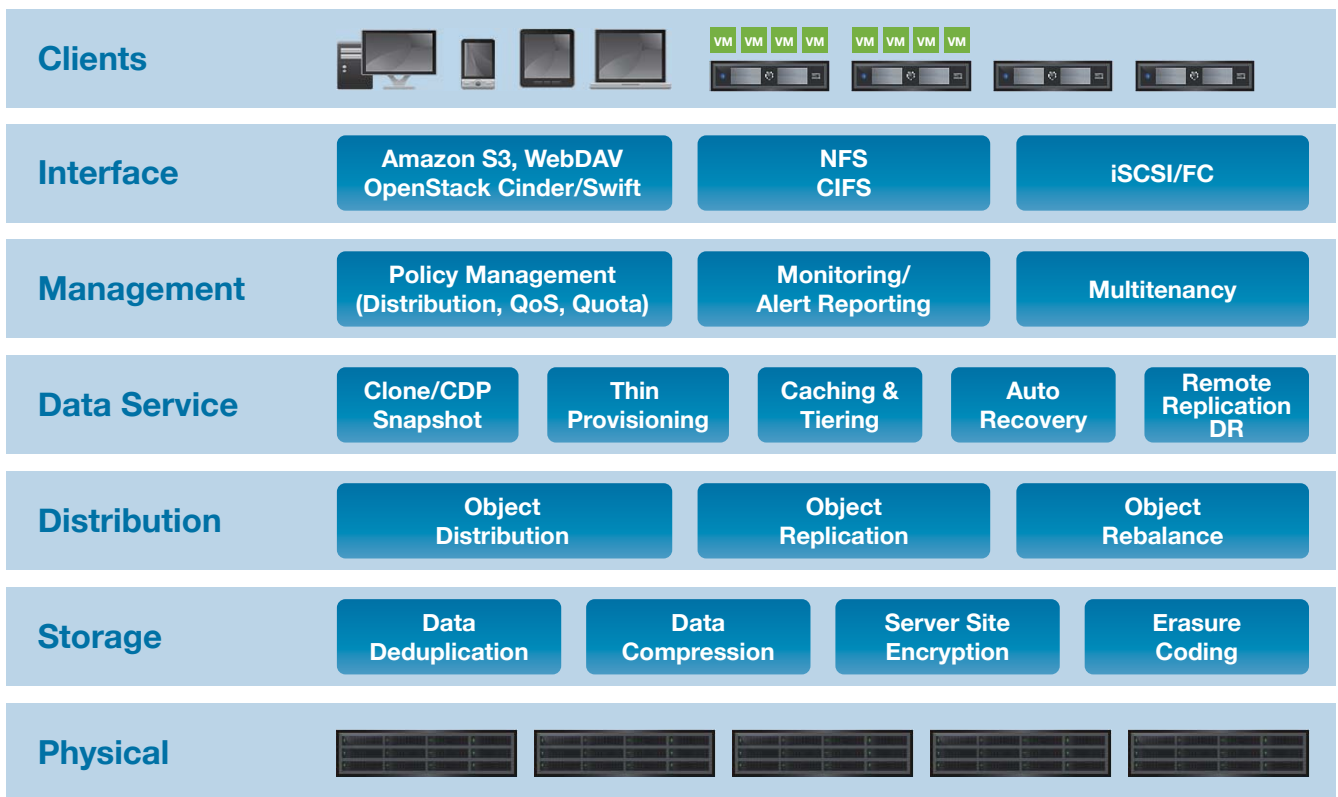 Clients
VM VM VM VM VM VM VM VM
Interface
Amazon S3, WebDAV
OpenStack Cinder/Swift
NFS
CIFS
iSCSI/FC
Management
Policy Management
(Distribution, QoS, Quota)
Monitoring/
Alert Reporting
Multitenancy
Data Service
Clone/CDP
Snapshot
Thin
Provisioning
Caching &
Tiering
Auto
Recovery
Remote
Replication
DR
Distribution
Object
Distribution
Object
Replication
Object
Rebalance
Storage
Data
Deduplication
Data
Compression
Server Site
Encryption
Erasure
Coding
Physical